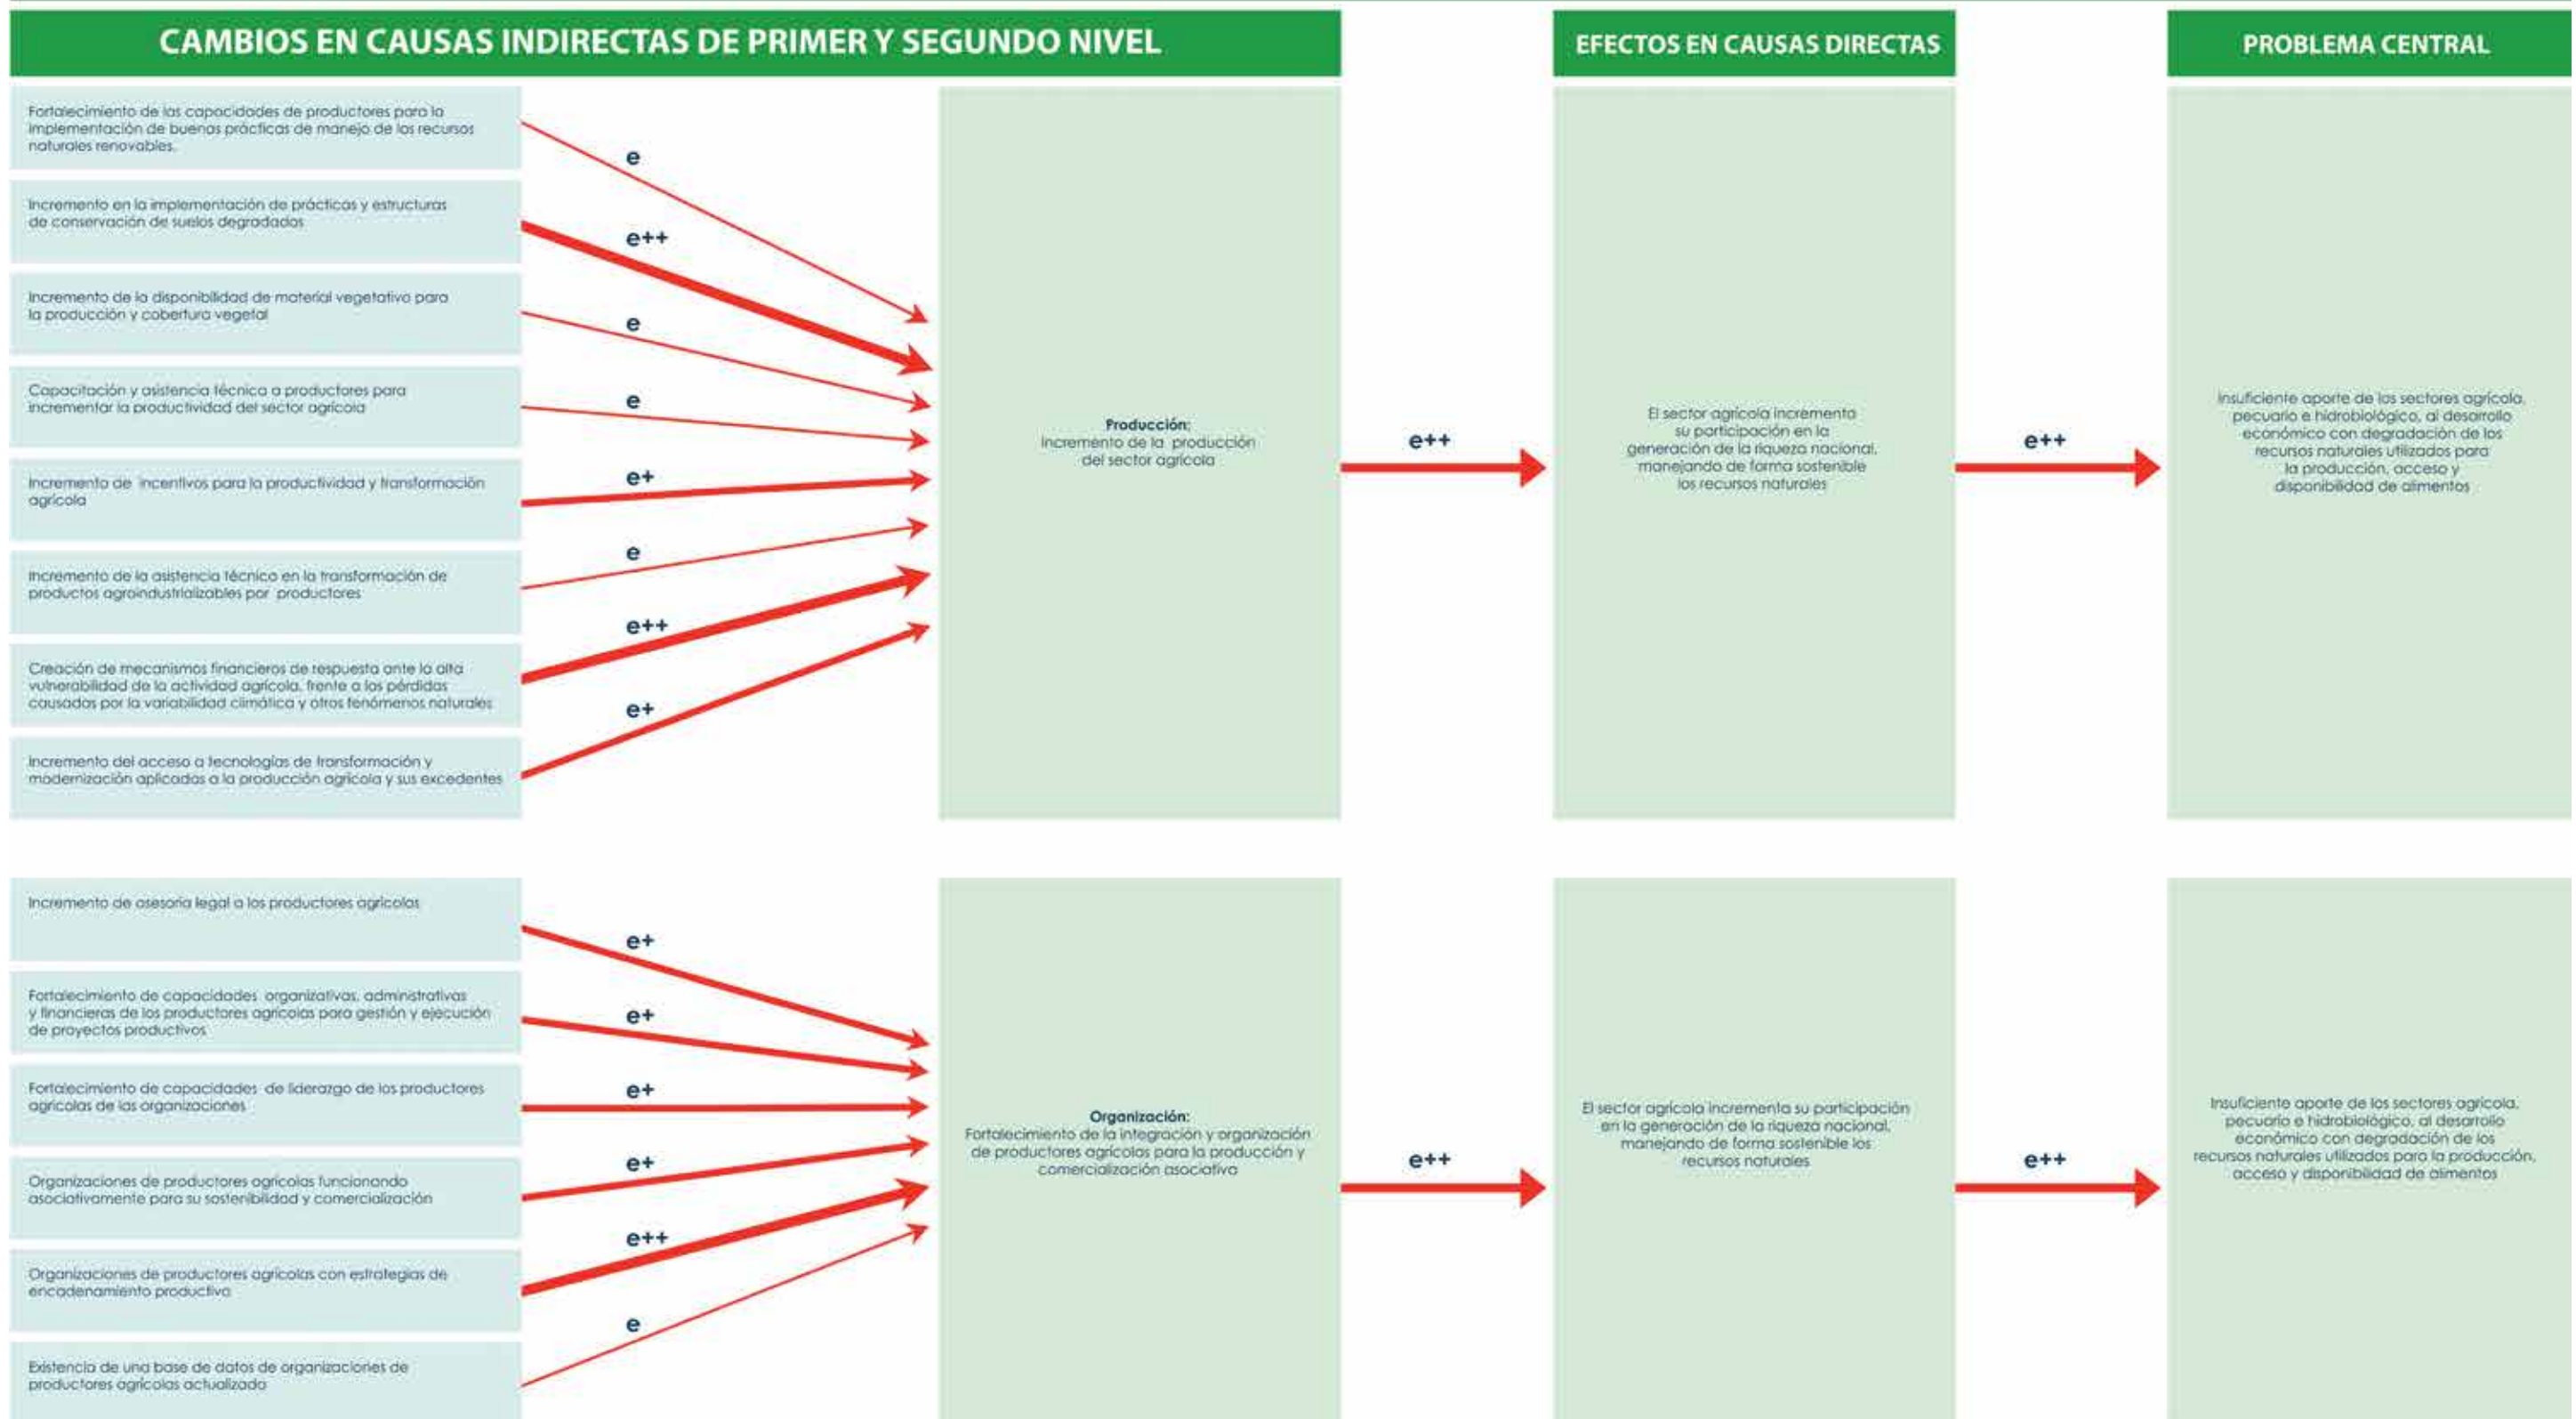 CAMBIOS EN CAUSAS INDIRECTAS DE PRIMER Y SEGUNDO NIVEL
EFECTOS EN CAUSAS DIRECTAS
PROBLEMA CENTRAL
Fortalecimiento de las capacidades de productores para la
implementación de buenas prácticas de manejo de los recursos
naturales renovables.
e
Incremento en la implementación de prácticas y estructuras
de conservación de suelos degradados
e++
Incremento de la disponibilidad de material vegetativo para
la producción y cobertura vegetal
e
Capacitación y asistencia técnica a productores para
incrementar la productividad del sector agrícola
e
Incremento de incentivos para la productividad y transformación
agrícola
e+
Incremento de la asistencia técnico en la transformación de
productos agroindustrializables por productores
e
Creación de mecanismos financieros de respuesta ante la alta
vulnerabilidad de la actividad agrícola, frente a las pérdidas
causadas por la variabilidad climática y otros fenómenos naturales
e++
Incremento del acceso a tecnologías de transformación y
modernización aplicadas a la producción agrícola y sus excedentes
e+
Producción:
Incremento de la producción
del sector agrícola
e++
El sector agrícola incrementa
su participación en la
generación de la riqueza nacional,
manejando de forma sostenible
los recursos naturales
e++
Insuficiente aporte de los sectores agrícola,
pecuario e hidrobiológico, al desarrollo
económico con degradación de los
recursos naturales utilizados para
la producción, acceso y
disponibilidad de alimentos
Incremento de asesoría legal a los productores agrícolas
e+
Fortalecimiento de capacidades organizativas, administrativas
y financieras de los productores agrícolas para gestión y ejecución
de proyectos productivos
e+
Fortalecimiento de capacidades de liderazgo de los productores
agrícolas de las organizaciones
e+
Organizaciones de productores agrícolas funcionando
asociativamente para su sostenibilidad y comercialización
e+
Organizaciones de productores agrícolas con estrategias de
encadenamiento productivo
e++
Existencia de una base de datos de organizaciones de
productores agrícolas actualizado
e
Organización:
Fortalecimiento de la integración y organización
de productores agrícolas para la producción y
comercialización asociativa
e++
El sector agrícola incrementa su participación
en la generación de la riqueza nacional,
manejando de forma sostenible los
recursos naturales
e++
Insuficiente aporte de los sectores agrícola,
pecuario e hidrobiológico, al desarrollo
económico con degradación de los
recursos naturales utilizados para la producción,
acceso y disponibilidad de alimentos